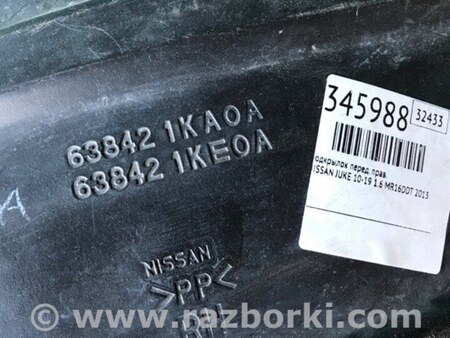 63842 1KA0A
63842 1KE0A
NISSAN
>PP<
A
345988
32433
одкрылок перед. прав.
ISSAN JUKE 10-19 1.6 MR16DDT 2013
www.razborki.com